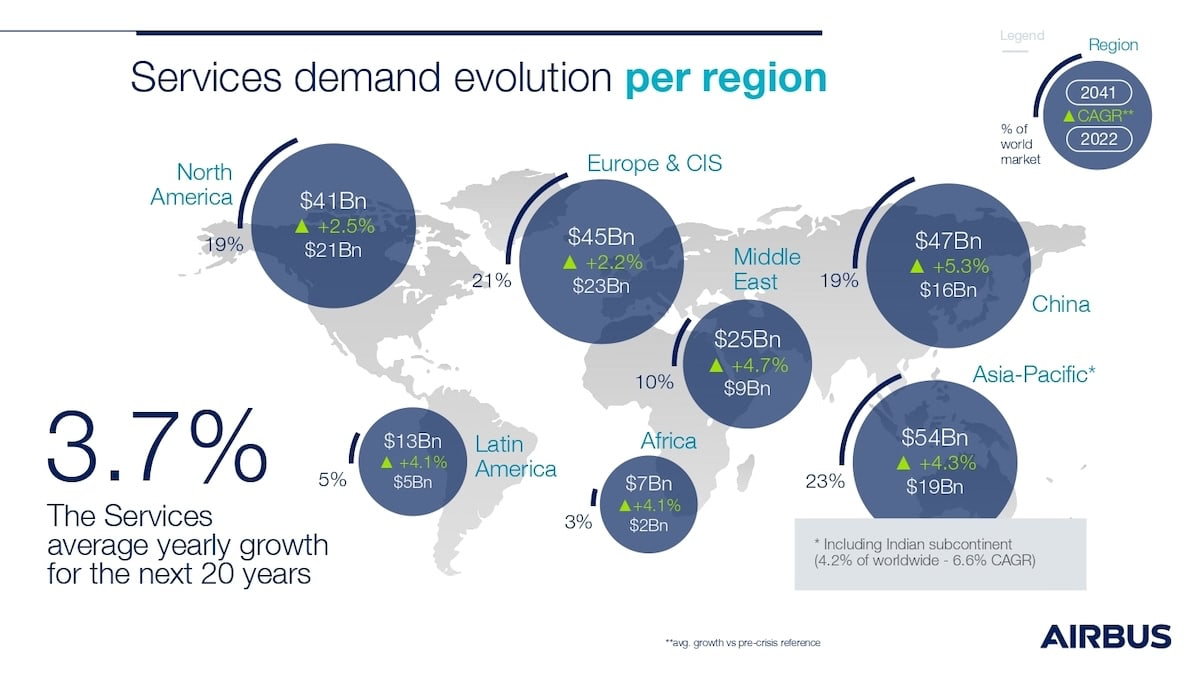 Services demand evolution per region
Legend
Region
2041
▲CAGR**
2022
% of
world
market
North
America
$41Bn
▲ +2.5%
$21Bn
19%
Europe & CIS
$45Bn
▲ +2.2%
$23Bn
21%
Middle
East
$25Bn
▲ +4.7%
$9Bn
10%
$47Bn
▲ +5.3%
$16Bn
19%
China
Asia-Pacific*
$54Bn
▲ +4.3%
$19Bn
23%
Latin
America
$13Bn
▲ +4.1%
$5Bn
5%
Africa
$7Bn
▲+4.1%
$2Bn
3%
3.7%
The Services
average yearly growth
for the next 20 years
* Including Indian subcontinent
(4.2% of worldwide - 6.6% CAGR)
**avg. growth vs pre-crisis reference
AIRBUS